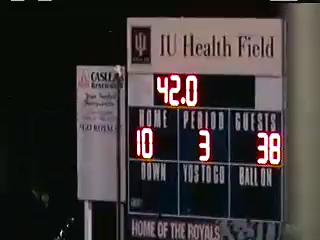 IU Health Field
42.0
HOME PERIOD GUESTS
10 3 38
DOWN YDS TO GO BALL ON
HOME OF THE ROYALS